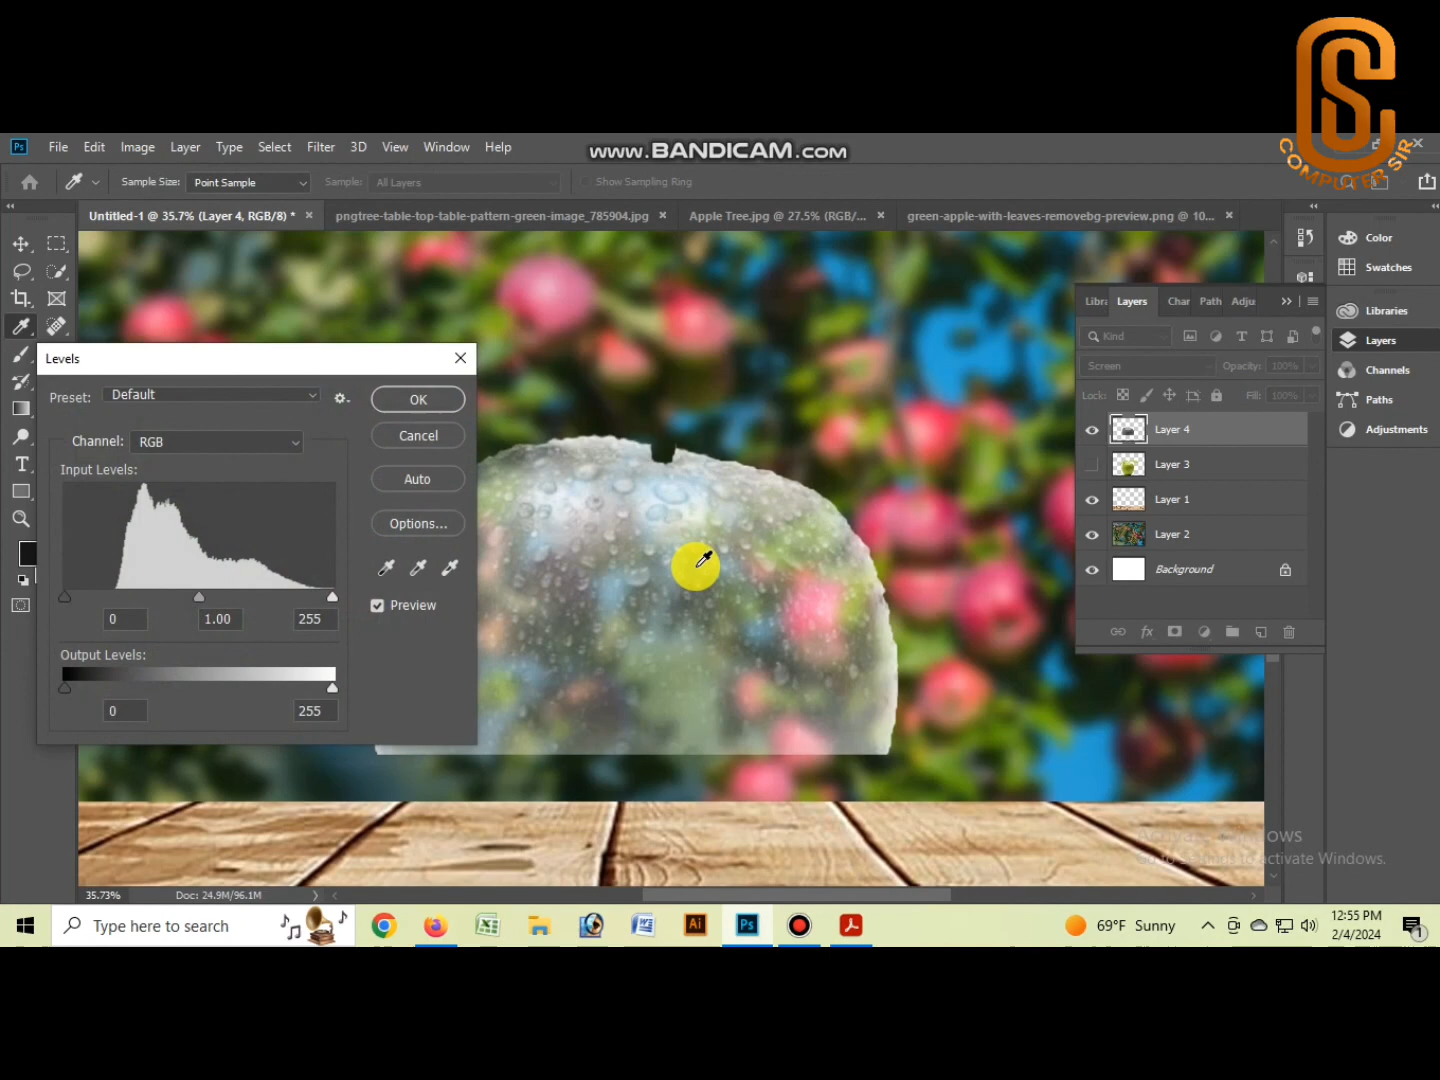 COMPUTER SIR
Ps File Edit Image Layer Type Select Filter 3D View Window Help
www.BANDICAM.com
Sample Size: Point Sample Sample: All Layers Show Sampling Ring
Untitled-1 @ 35.7% (Layer 4, RGB/8) *
pngtree-table-top-table-pattern-green-image_785904.jpg
Apple Tree.jpg @ 27.5% (RGB/...
green-apple-with-leaves-removebg-preview.png @ 10...
Levels
Preset: Default
OK
Channel: RGB
Cancel
Input Levels:
Auto
Options...
Preview
0 1.00 255
Output Levels:
0 255
Libra Layers Char Path Adju
Kind
Screen Opacity: 100%
Lock: Fill: 100%
Layer 4
Layer 3
Layer 1
Layer 2
Background
fx
Color
Swatches
Libraries
Layers
Channels
Paths
Adjustments
Go to Settings to activate Windows.
35.73% Doc: 24.9M/96.1M
Type here to search
Ai
Ps
69°F Sunny
12:55 PM
2/4/2024
1